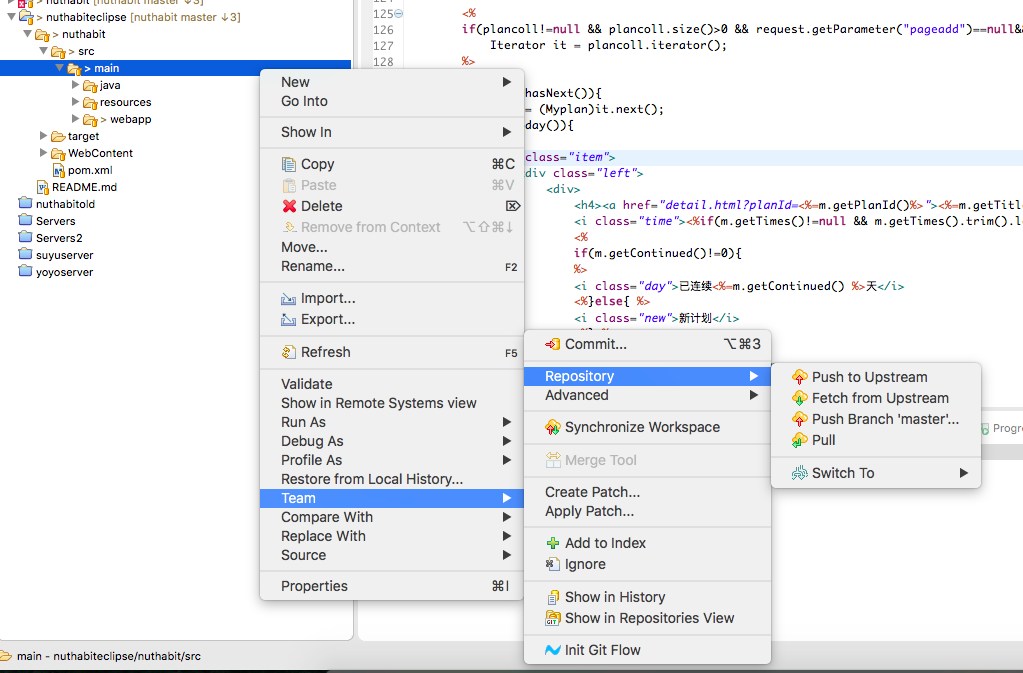 > nuthabit [nuthabit master ↓3]
> nuthabiteclipse [nuthabit master ↓3]
> nuthabit
> src
> main
java
resources
> webapp
target
WebContent
pom.xml
README.md
nuthabitold
Servers
Servers2
suyuserver
yoyoserver
125
126
127
128
<%
if(plancoll!=null && plancoll.size()>0 && request.getParameter("pageadd")==null&&
Iterator it = plancoll.iterator();
%>
hasNext()){
= (Myplan)it.next();
day()){
class="item">
div class="left">
<div>
<h4><a href="detail.html?planId=<%=m.getPlanId()%>"><%=m.getTitl
<i class="time"><%if(m.getTimes()!=null && m.getTimes().trim().l
<%
if(m.getContinued()!=0){
%>
<i class="day">已连续<%=m.getContinued() %>天</i>
<%}else{ %>
<i class="new">新计划</i>
New
Go Into
Show In
Copy ⌘C
Paste ⌘V
Delete ⌦
Remove from Context ⌥⇧⌘↓
Move...
Rename... F2
Import...
Export...
Refresh F5
Validate
Show in Remote Systems view
Run As
Debug As
Profile As
Restore from Local History...
Team
Compare With
Replace With
Source
Properties ⌘I
Commit... ⌥⌘3
Repository
Advanced
Synchronize Workspace
Merge Tool
Create Patch...
Apply Patch...
Add to Index
Ignore
Show in History
Show in Repositories View
Init Git Flow
Push to Upstream
Fetch from Upstream
Push Branch 'master'...
Pull
Switch To
Progre
main - nuthabiteclipse/nuthabit/src